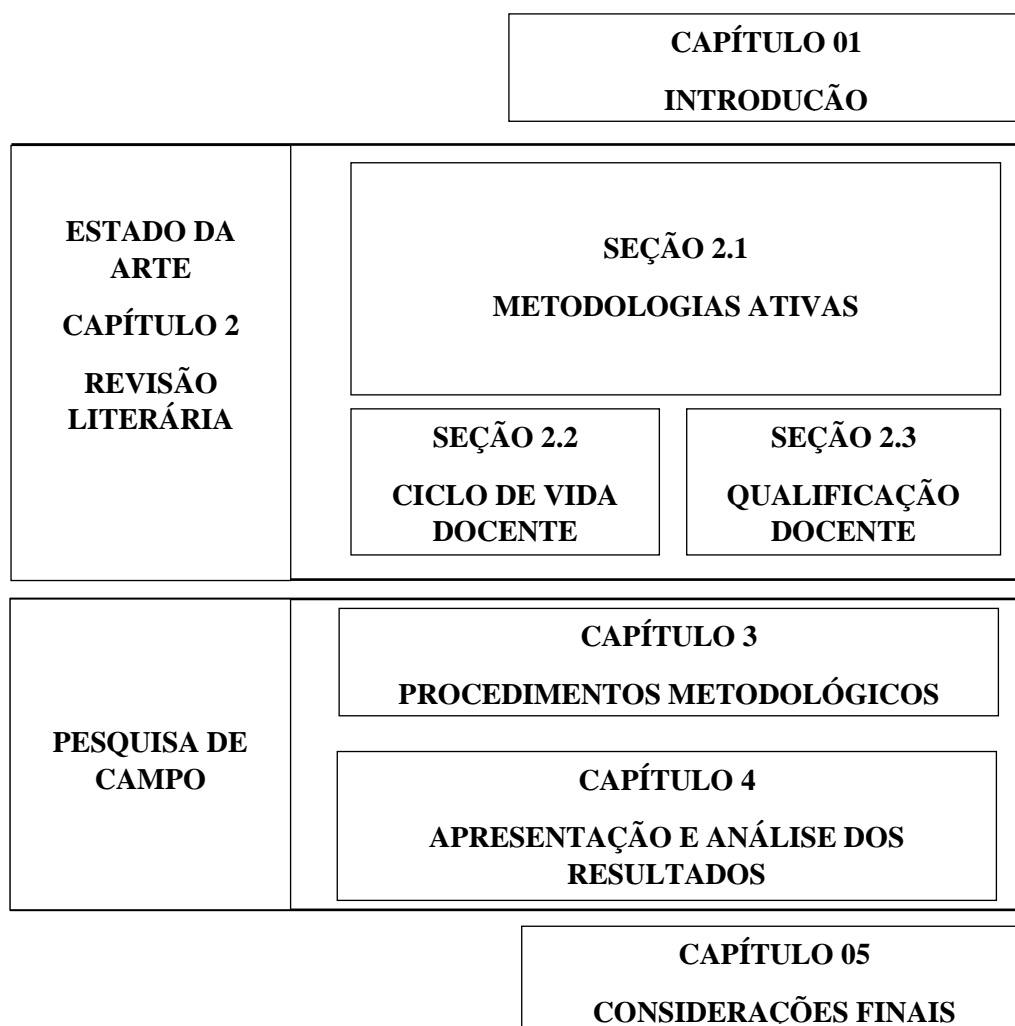 CAPÍTULO 01
INTRODUCÃO
ESTADO DA
ARTE
CAPÍTULO 2
REVISÃO
LITERÁRIA
SEÇÃO 2.1
METODOLOGIAS ATIVAS
SEÇÃO 2.2
CICLO DE VIDA
DOCENTE
SEÇÃO 2.3
QUALIFICAÇÃO
DOCENTE
PESQUISA DE
CAMPO
CAPÍTULO 3
PROCEDIMENTOS METODOLÓGICOS
CAPÍTULO 4
APRESENTAÇÃO E ANÁLISE DOS
RESULTADOS
CAPÍTULO 05
CONSIDERAÇÕES FINAIS